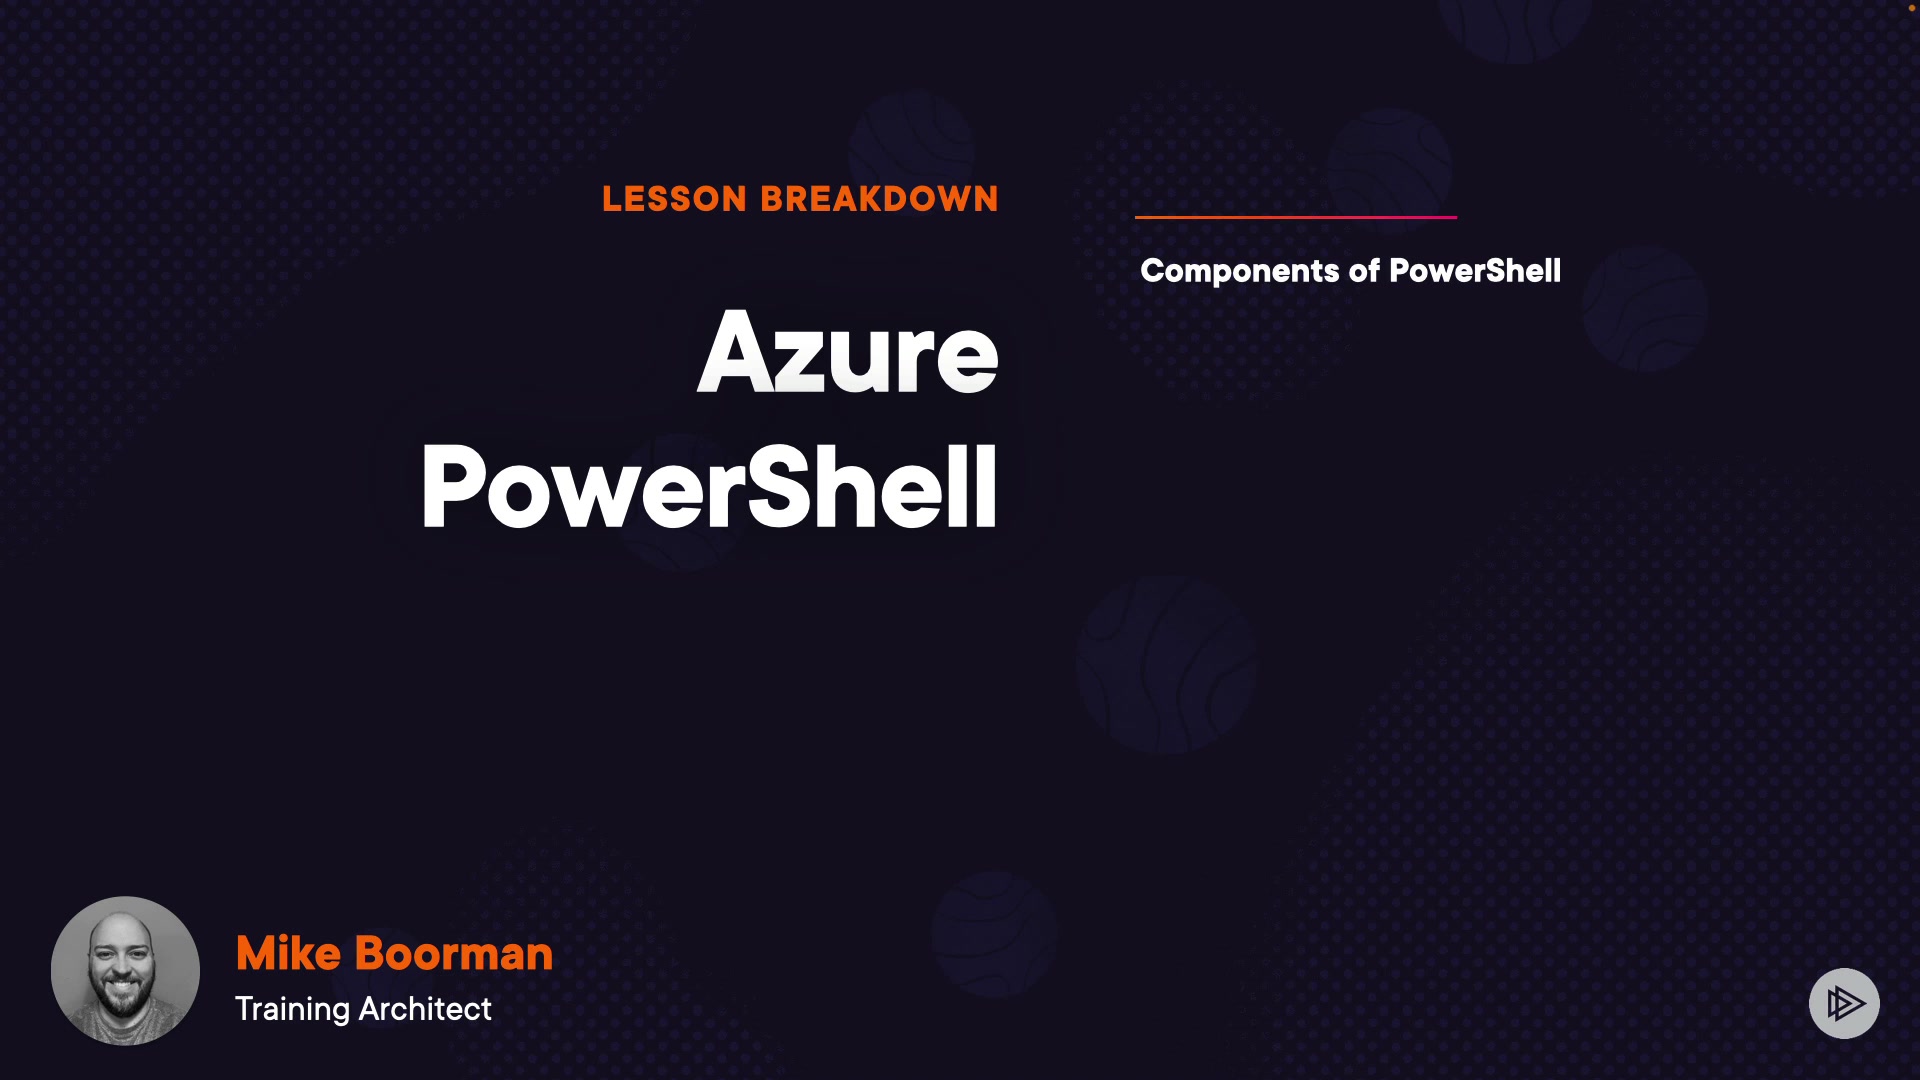 LESSON BREAKDOWN
Azure
PowerShell
Components of PowerShell
Mike Boorman
Training Architect